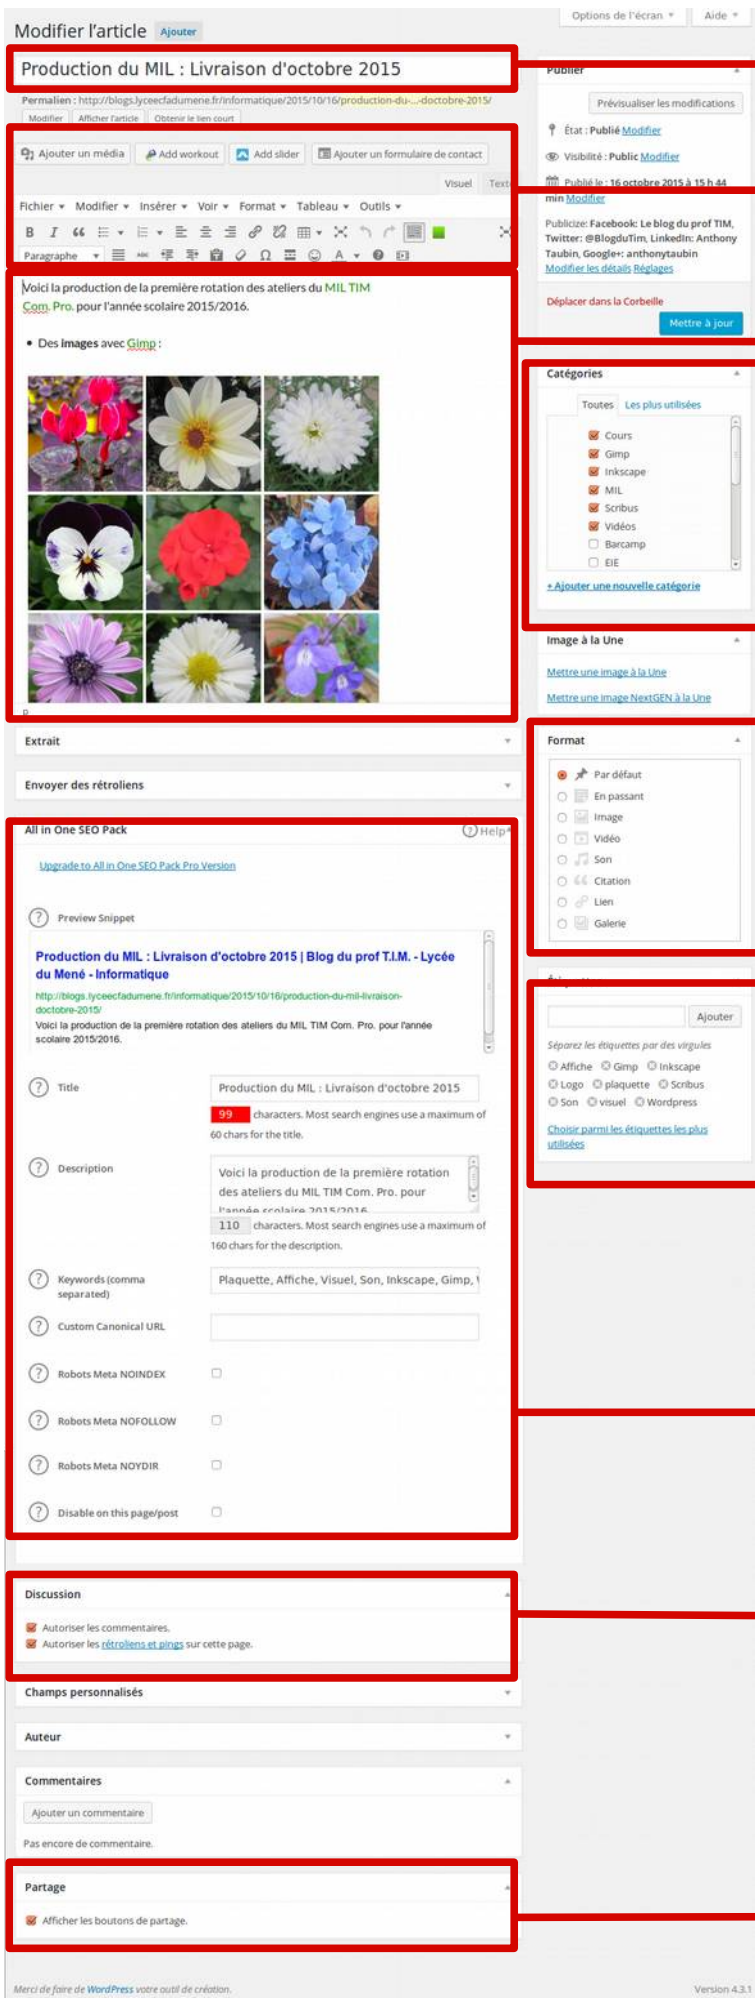 Options de l'écran
Aide
Modifier l'article Ajouter
Production du MIL : Livraison d'octobre 2015
Permalien : http://blogs.lyceecfadumene.fr/informatique/2015/10/16/production-du-...-doctobre-2015/
Modifier Afficher l'article Obtenir le lien court
Ajouter un média Add workout Add slider Ajouter un formulaire de contact
Visuel Texte
Fichier Modifier Insérer Voir Format Tableau Outils
B I
Paragraphe ABC Ω A
Voici la production de la première rotation des ateliers du MIL TIM
Com. Pro. pour l'année scolaire 2015/2016.
Des images avec Gimp :
p
Extrait
Envoyer des rétroliens
All in One SEO Pack
Help
Upgrade to All in One SEO Pack Pro Version
Preview Snippet
Production du MIL : Livraison d'octobre 2015 | Blog du prof T.I.M. - Lycée
du Mené - Informatique
http://blogs.lyceecfadumene.fr/informatique/2015/10/16/production-du-mil-livraison-
doctobre-2015/
Voici la production de la première rotation des ateliers du MIL TIM Com. Pro. pour l'année
scolaire 2015/2016.
Title
Production du MIL : Livraison d'octobre 2015
99 characters. Most search engines use a maximum of
60 chars for the title.
Description
Voici la production de la première rotation
des ateliers du MIL TIM Com. Pro. pour
l'année scolaire 2015/2016.
110 characters. Most search engines use a maximum of
160 chars for the description.
Keywords (comma
separated)
Plaquette, Affiche, Visuel, Son, Inkscape, Gimp,
Custom Canonical URL
Robots Meta NOINDEX
Robots Meta NOFOLLOW
Robots Meta NOYDIR
Disable on this page/post
Discussion
Autoriser les commentaires.
Autoriser les rétroliens et pings sur cette page.
Champs personnalisés
Auteur
Commentaires
Ajouter un commentaire
Pas encore de commentaire.
Partage
Afficher les boutons de partage.
Merci de faire de WordPress votre outil de création.
Version 4.3.1
Publier
Prévisualiser les modifications
État : Publié Modifier
Visibilité : Public Modifier
Publié le : 16 octobre 2015 à 15 h 44
min Modifier
Publicize: Facebook: Le blog du prof TIM,
Twitter: @BlogduTim, LinkedIn: Anthony
Taubin, Google+: anthonytaubin
Modifier les détails Réglages
Déplacer dans la Corbeille
Mettre à jour
Catégories
Toutes Les plus utilisées
Cours
Gimp
Inkscape
MIL
Scribus
Vidéos
Barcamp
EIE
+ Ajouter une nouvelle catégorie
Image à la Une
Mettre une image à la Une
Mettre une image NextGEN à la Une
Format
Par défaut
En passant
Image
Vidéo
Son
Citation
Lien
Galerie
Ajouter
Séparez les étiquettes par des virgules
Affiche Gimp Inkscape
Logo plaquette Scribus
Son visuel Wordpress
Choisir parmi les étiquettes les plus
utilisées